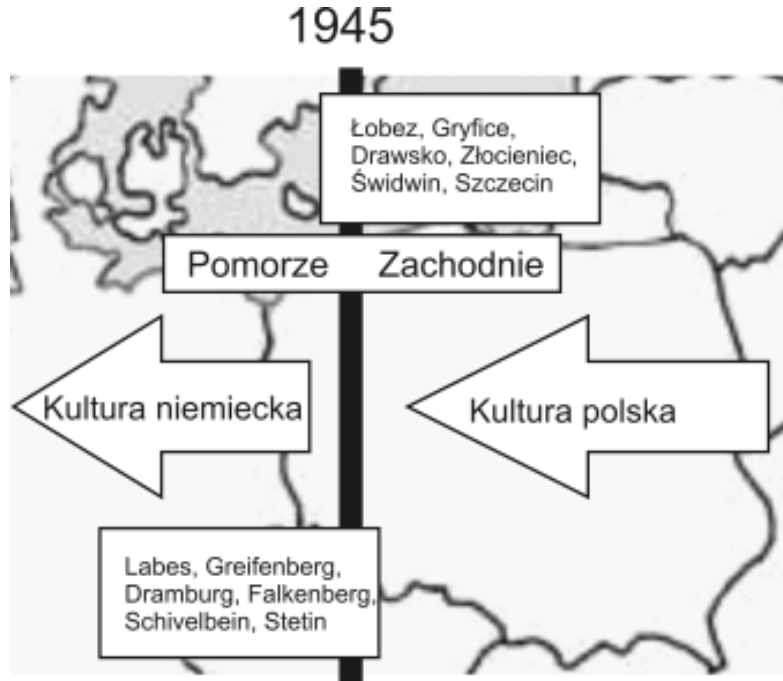 1945
Łobez, Gryfice,
Drawsko, Złocieniec,
Świdwin, Szczecin
Pomorze Zachodnie
Kultura niemiecka
Kultura polska
Labes, Greifenberg,
Dramburg, Falkenberg,
Schivelbein, Stetin